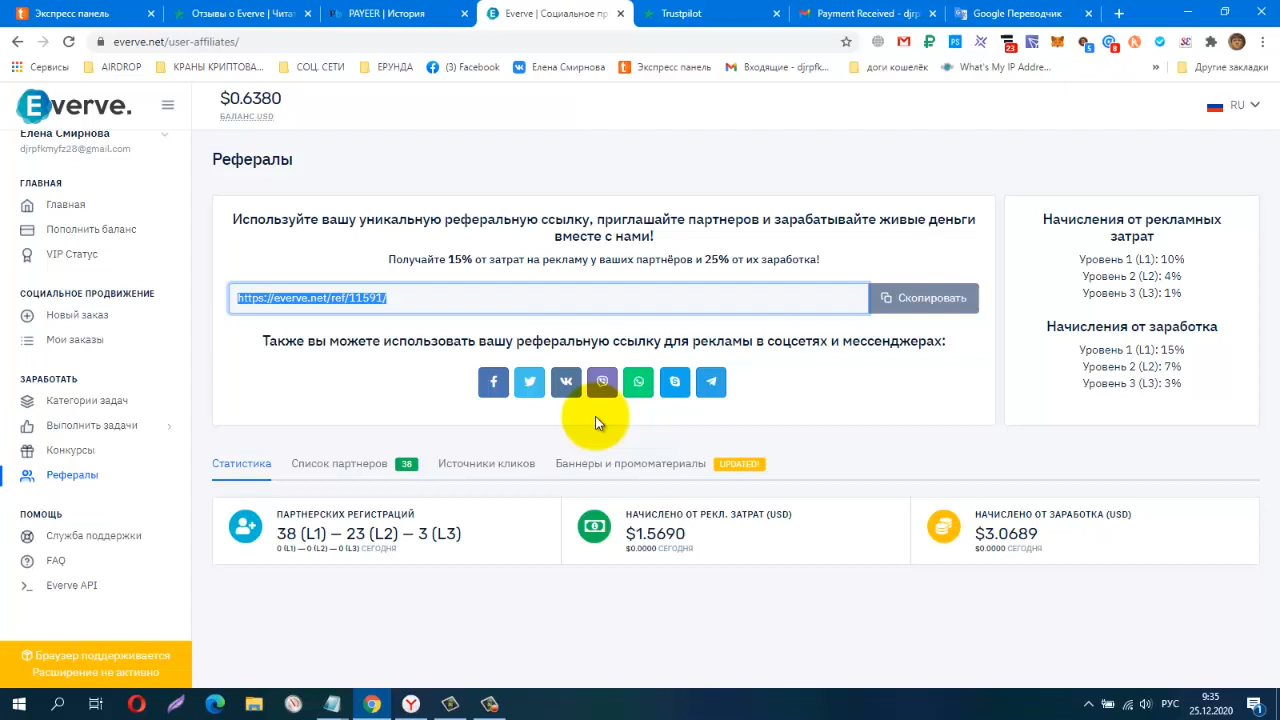 Экспресс панель
Отзывы о Everve | Читат
PAYEER | История
Everve | Социальное пр
Trustpilot
Payment Received - djrp
Google Переводчик
everve.net/user-affiliates/
23
5
8
Сервисы
AIRDROP
КРАНЫ КРИПТОВА...
СОЦ. СЕТИ
ЕРУНДА
(3) Facebook
Елена Смирнова
Экспресс панель
Входящие - djrpfk...
доги кошелёк
What's My IP Addre...
»
Другие закладки
Everve.
$0.6380
БАЛАНС USD
RU
Елена Смирнова
djrpfkmyfz28@gmail.com
ГЛАВНАЯ
Главная
Пополнить баланс
VIP Статус
СОЦИАЛЬНОЕ ПРОДВИЖЕНИЕ
Новый заказ
Мои заказы
ЗАРАБОТАТЬ
Категории задач
Выполнить задачи
Конкурсы
Рефералы
ПОМОЩЬ
Служба поддержки
FAQ
Everve API
Браузер поддерживается
Расширение не активно
Рефералы
Используйте вашу уникальную реферальную ссылку, приглашайте партнеров и зарабатывайте живые деньги
вместе с нами!
Получайте 15% от затрат на рекламу у ваших партнёров и 25% от их заработка!
https://everve.net/ref/11591/
Скопировать
Также вы можете использовать вашу реферальную ссылку для рекламы в соцсетях и мессенджерах:
Начисления от рекламных
затрат
Уровень 1 (L1): 10%
Уровень 2 (L2): 4%
Уровень 3 (L3): 1%
Начисления от заработка
Уровень 1 (L1): 15%
Уровень 2 (L2): 7%
Уровень 3 (L3): 3%
Статистика
Список партнеров 38
Источники кликов
Баннеры и промоматериалы UPDATED!
ПАРТНЕРСКИХ РЕГИСТРАЦИЙ
38 (L1) — 23 (L2) — 3 (L3)
0 (L1) — 0 (L2) — 0 (L3) СЕГОДНЯ
НАЧИСЛЕНО ОТ РЕКЛ. ЗАТРАТ (USD)
$1.5690
$0.0000 СЕГОДНЯ
НАЧИСЛЕНО ОТ ЗАРАБОТКА (USD)
$3.0689
$0.0000 СЕГОДНЯ
РУС
9:35
25.12.2020